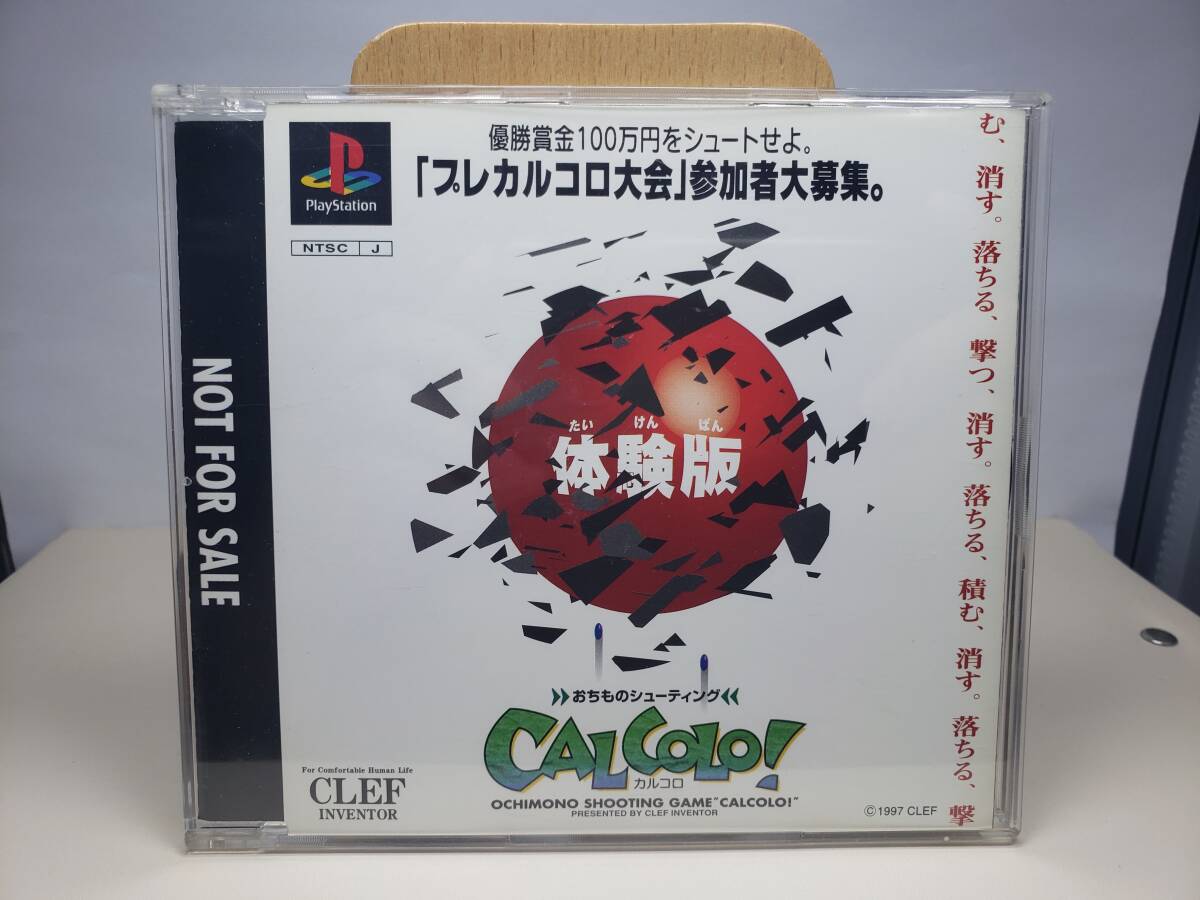 優勝賞金100万円をシュートせよ。
「プレカルコロ大会」参加者大募集。
PlayStation
NTSC J
NOT FOR SALE
たい けん ばん
体験版
む、消す。落ちる、撃つ、消す。落ちる、積む、消す。落ちる、撃
おちものシューティング
CALCOLO!
カルコロ
OCHIMONO SHOOTING GAME"CALCOLO!"
PRESENTED BY CLEF INVENTOR
For Comfortable Human Life
CLEF
INVENTOR
©1997 CLEF